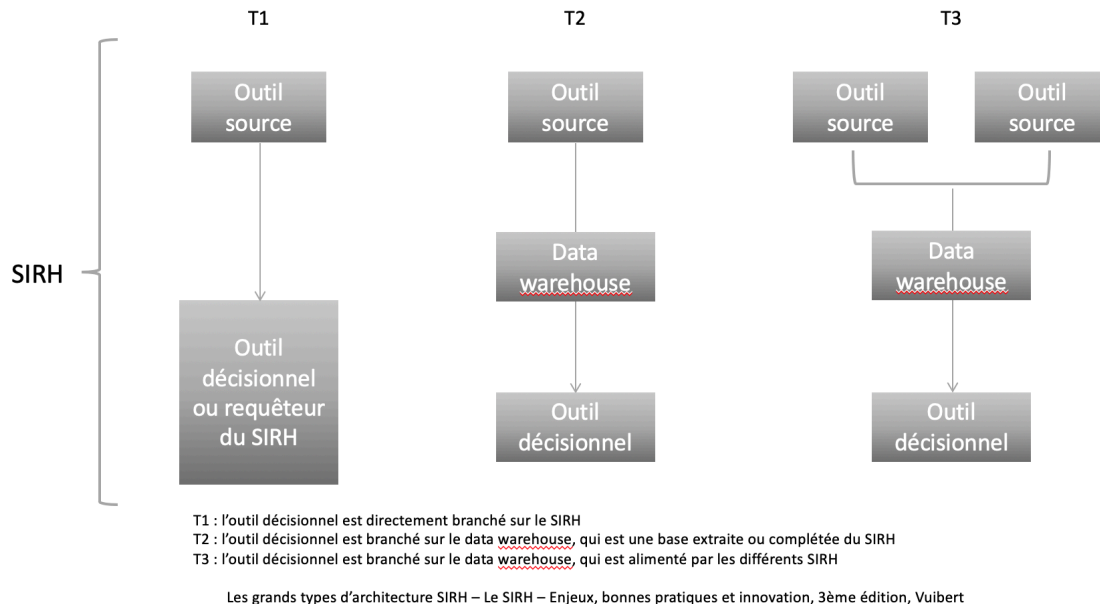 T1
T2
T3
SIRH
Outil
source
Outil
décisionnel
ou requêteur
du SIRH
Outil
source
Data
warehouse
Outil
décisionnel
Outil
source
Outil
source
Data
warehouse
Outil
décisionnel
T1 : l’outil décisionnel est directement branché sur le SIRH
T2 : l’outil décisionnel est branché sur le data warehouse, qui est une base extraite ou complétée du SIRH
T3 : l’outil décisionnel est branché sur le data warehouse, qui est alimenté par les différents SIRH
Les grands types d’architecture SIRH – Le SIRH – Enjeux, bonnes pratiques et innovation, 3ème édition, Vuibert